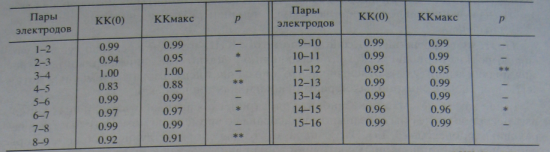 Пары электродов КК(0) ККмакс p Пары электродов КК(0) ККмакс p
1–2 0.99 0.99 – 9–10 0.99 0.99 –
2–3 0.94 0.95 * 10–11 0.99 0.99 –
3–4 1.00 1.00 – 11–12 0.95 0.95 **
4–5 0.83 0.88 ** 12–13 0.99 0.99 –
5–6 0.99 0.99 – 13–14 0.99 0.99 –
6–7 0.97 0.97 * 14–15 0.96 0.96 *
7–8 0.99 0.99 – 15–16 0.99 0.99 –
8–9 0.92 0.91 **